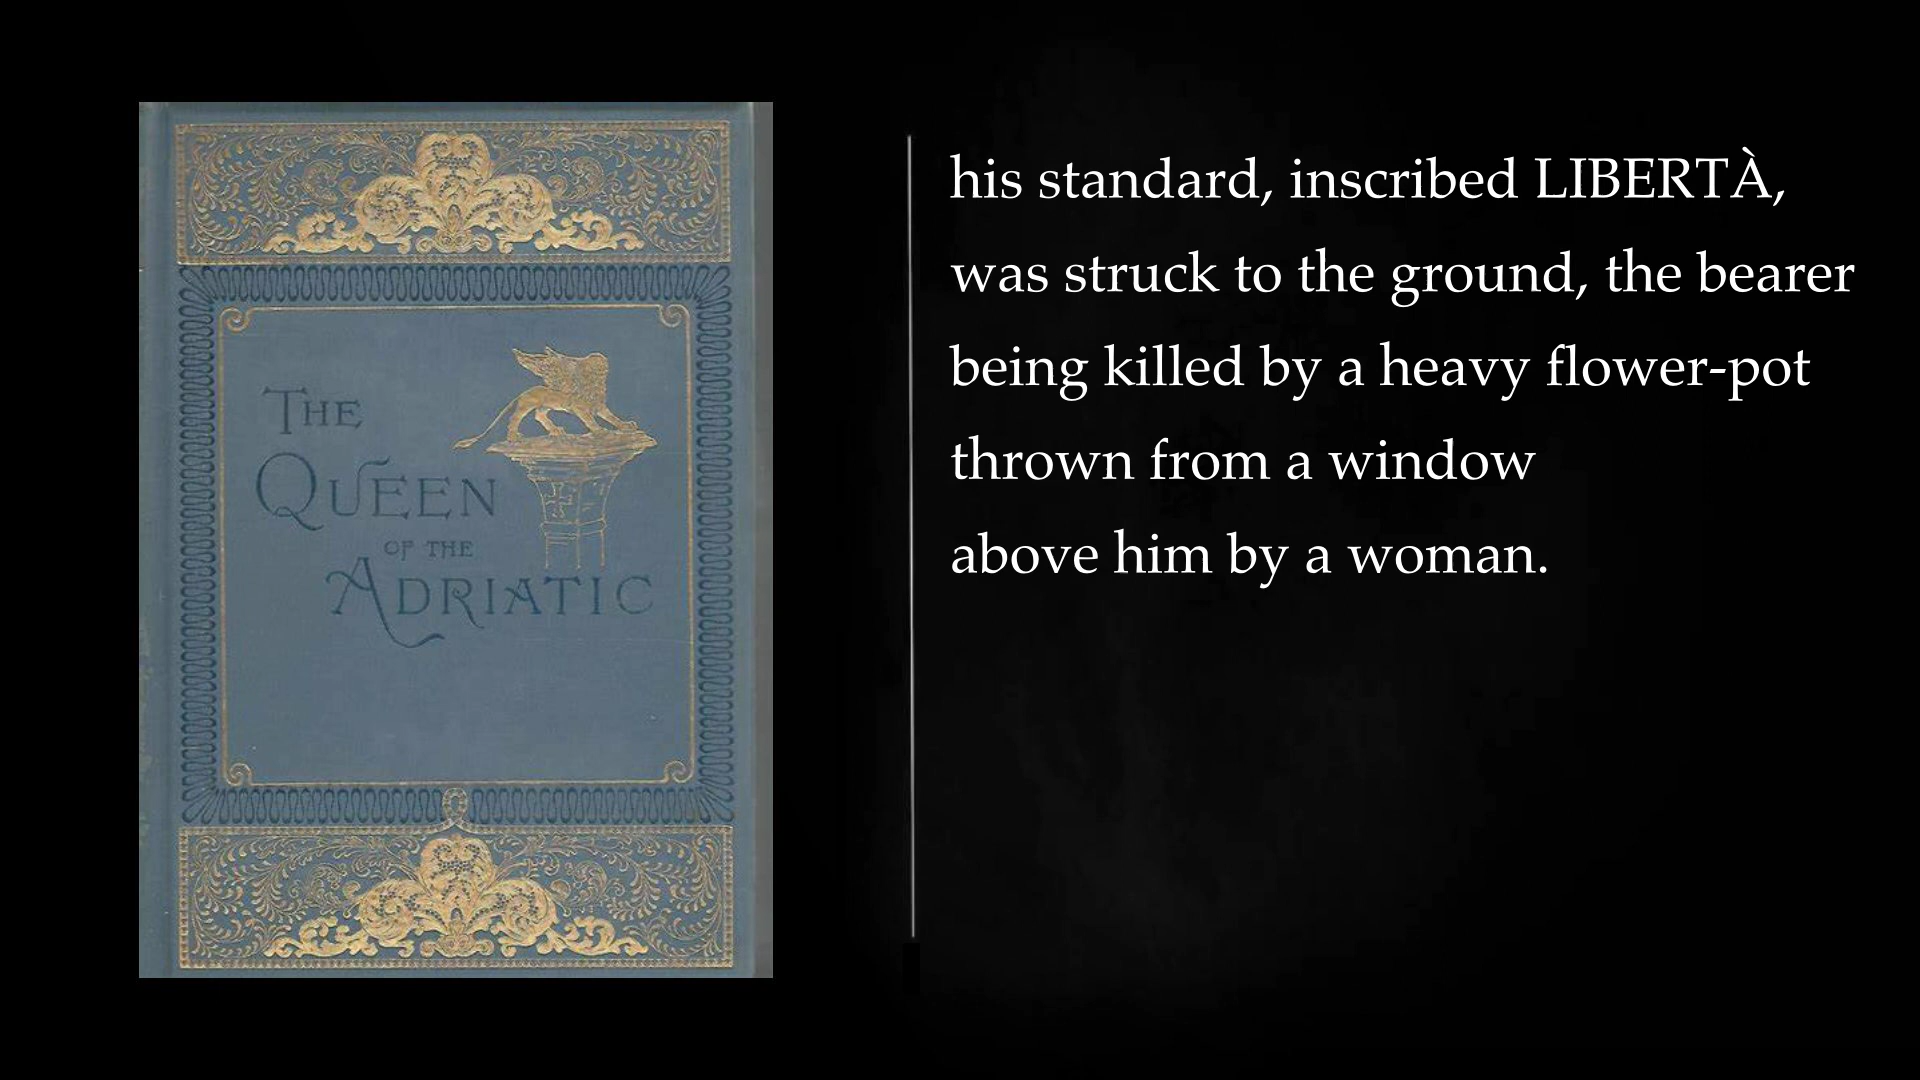 THE
QUEEN
OF THE
ADRIATIC
his standard, inscribed LIBERTÀ,
was struck to the ground, the bearer
being killed by a heavy flower-pot
thrown from a window
above him by a woman.